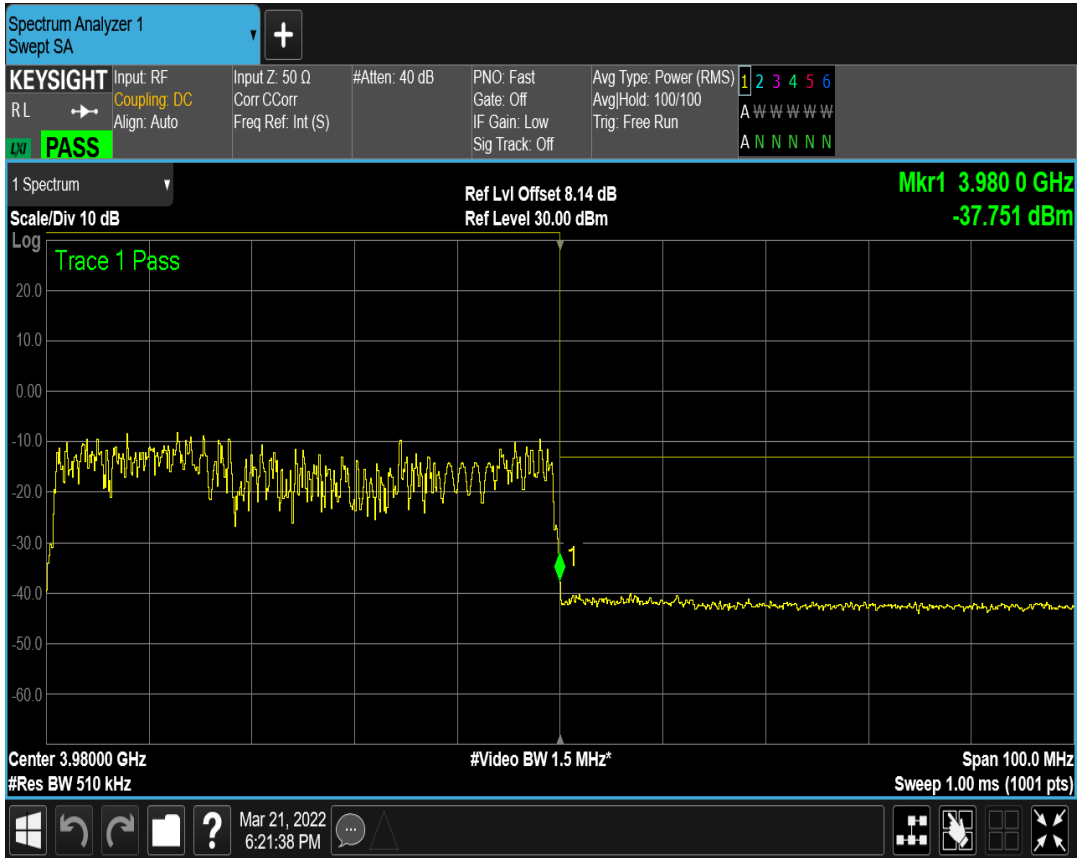 Spectrum Analyzer 1
Swept SA
KEYSIGHT
R L
LXI
PASS
Input: RF
Coupling: DC
Align: Auto
Input Z: 50 Ω
Corr CCorr
Freq Ref: Int (S)
#Atten: 40 dB
PNO: Fast
Gate: Off
IF Gain: Low
Sig Track: Off
Avg Type: Power (RMS)
Avg|Hold: 100/100
Trig: Free Run
1 2 3 4 5 6
A W W W W W
A N N N N N
1 Spectrum
Scale/Div 10 dB
Ref Lvl Offset 8.14 dB
Ref Level 30.00 dBm
Mkr1 3.980 0 GHz
-37.751 dBm
Log
Trace 1 Pass
20.0
10.0
0.00
-10.0
-20.0
-30.0
1
-40.0
-50.0
-60.0
Center 3.98000 GHz
#Video BW 1.5 MHz*
Span 100.0 MHz
#Res BW 510 kHz
Sweep 1.00 ms (1001 pts)
?
Mar 21, 2022
6:21:38 PM